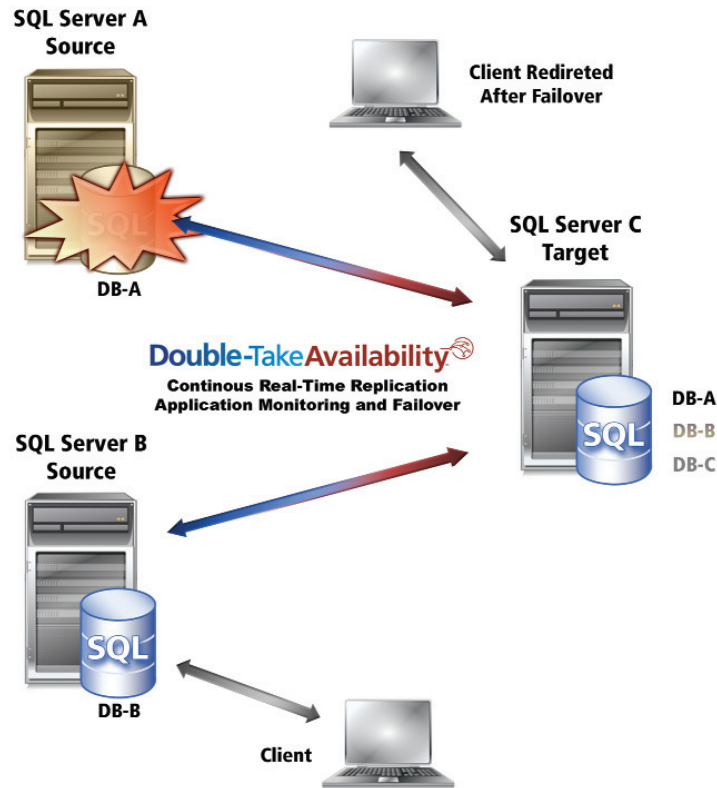 SQL Server A
Source
SQL
DB-A
Client Redireted
After Failover
SQL Server C
Target
SQL
DB-A
DB-B
DB-C
Double-TakeAvailability
Continous Real-Time Replication
Application Monitoring and Failover
SQL Server B
Source
SQL
DB-B
Client